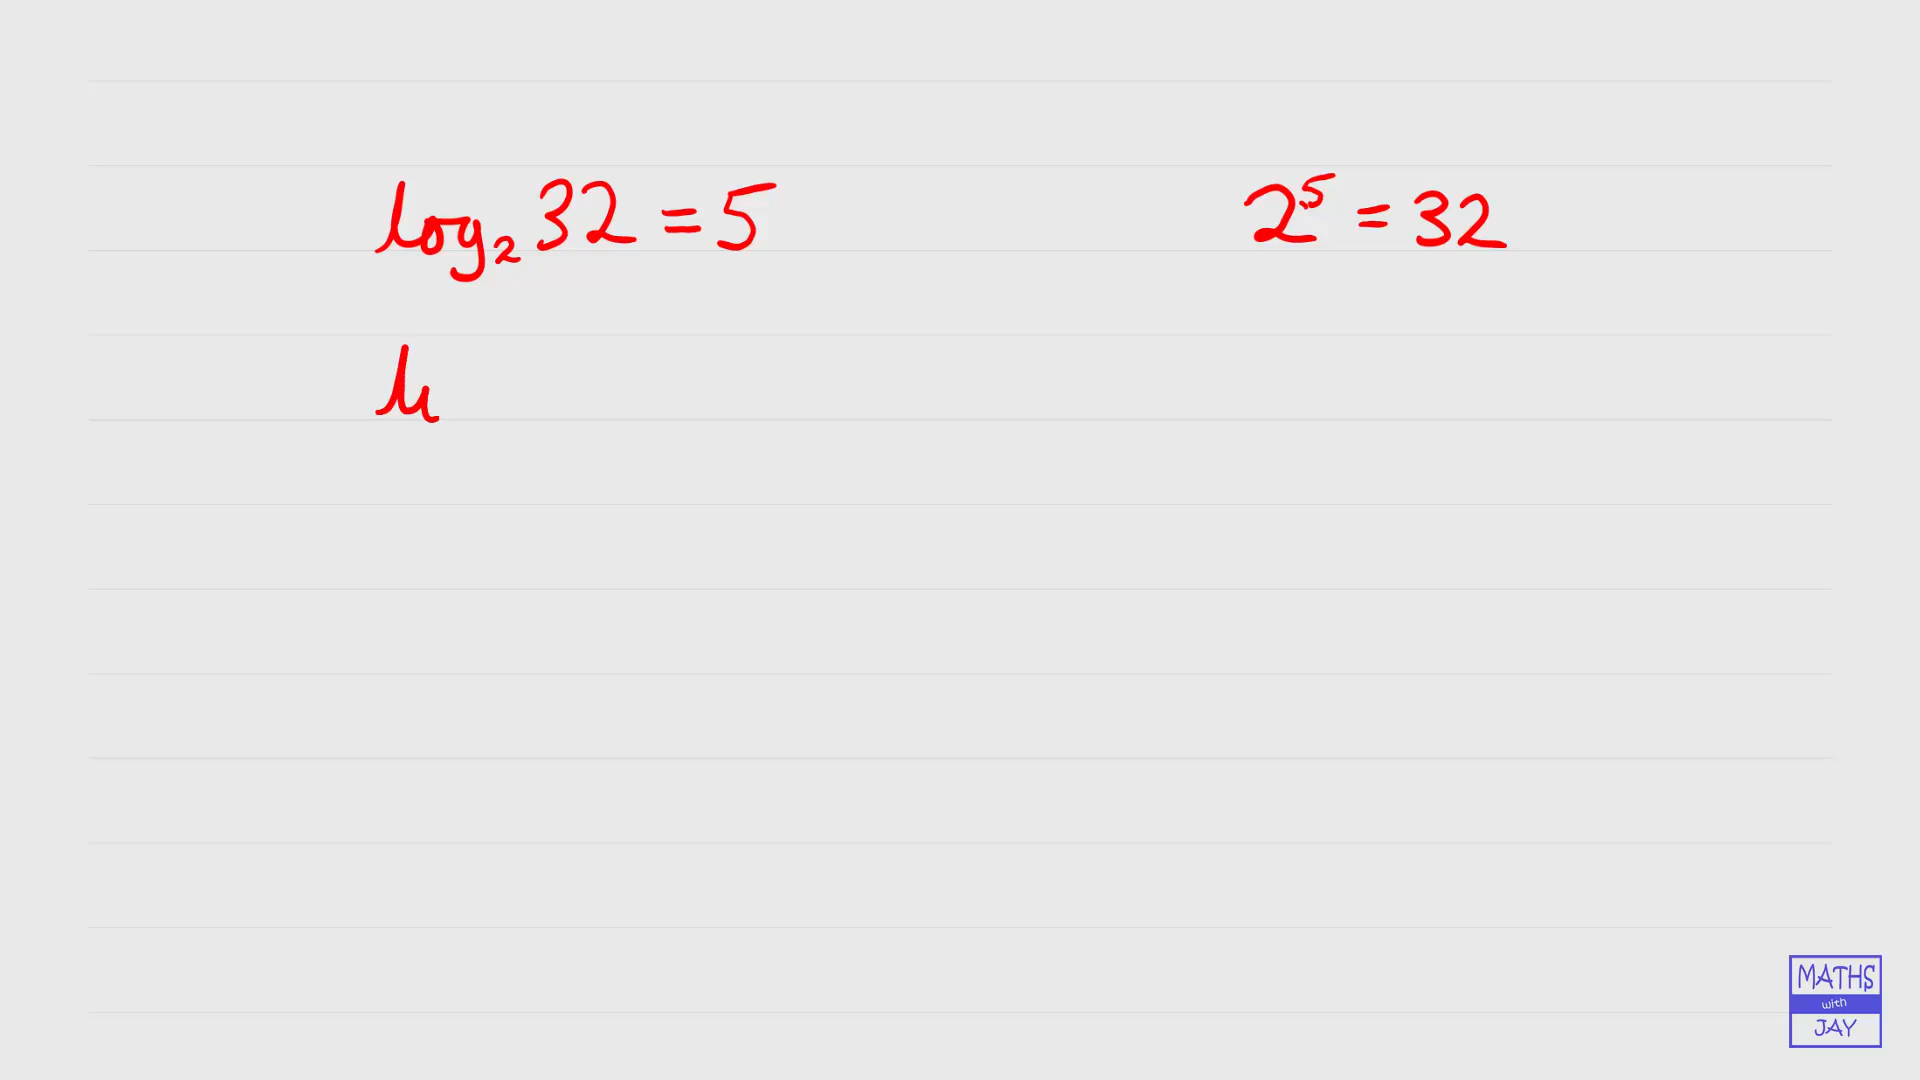 log₂ 32 = 5
2⁵ = 32
MATHS
with
JAY